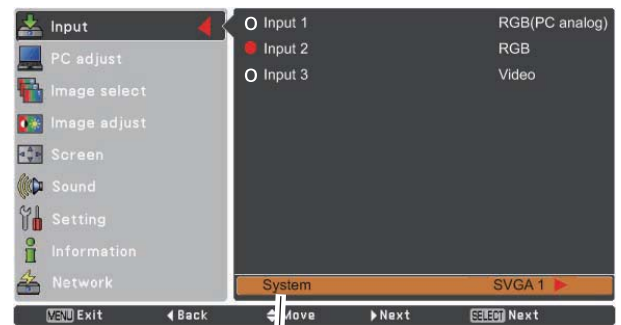 Input
PC adjust
Image select
Image adjust
Screen
Sound
Setting
Information
Network
Input 1 RGB(PC analog)
Input 2 RGB
Input 3 Video
System SVGA 1
MENU Exit Back Move Next SELECT Next